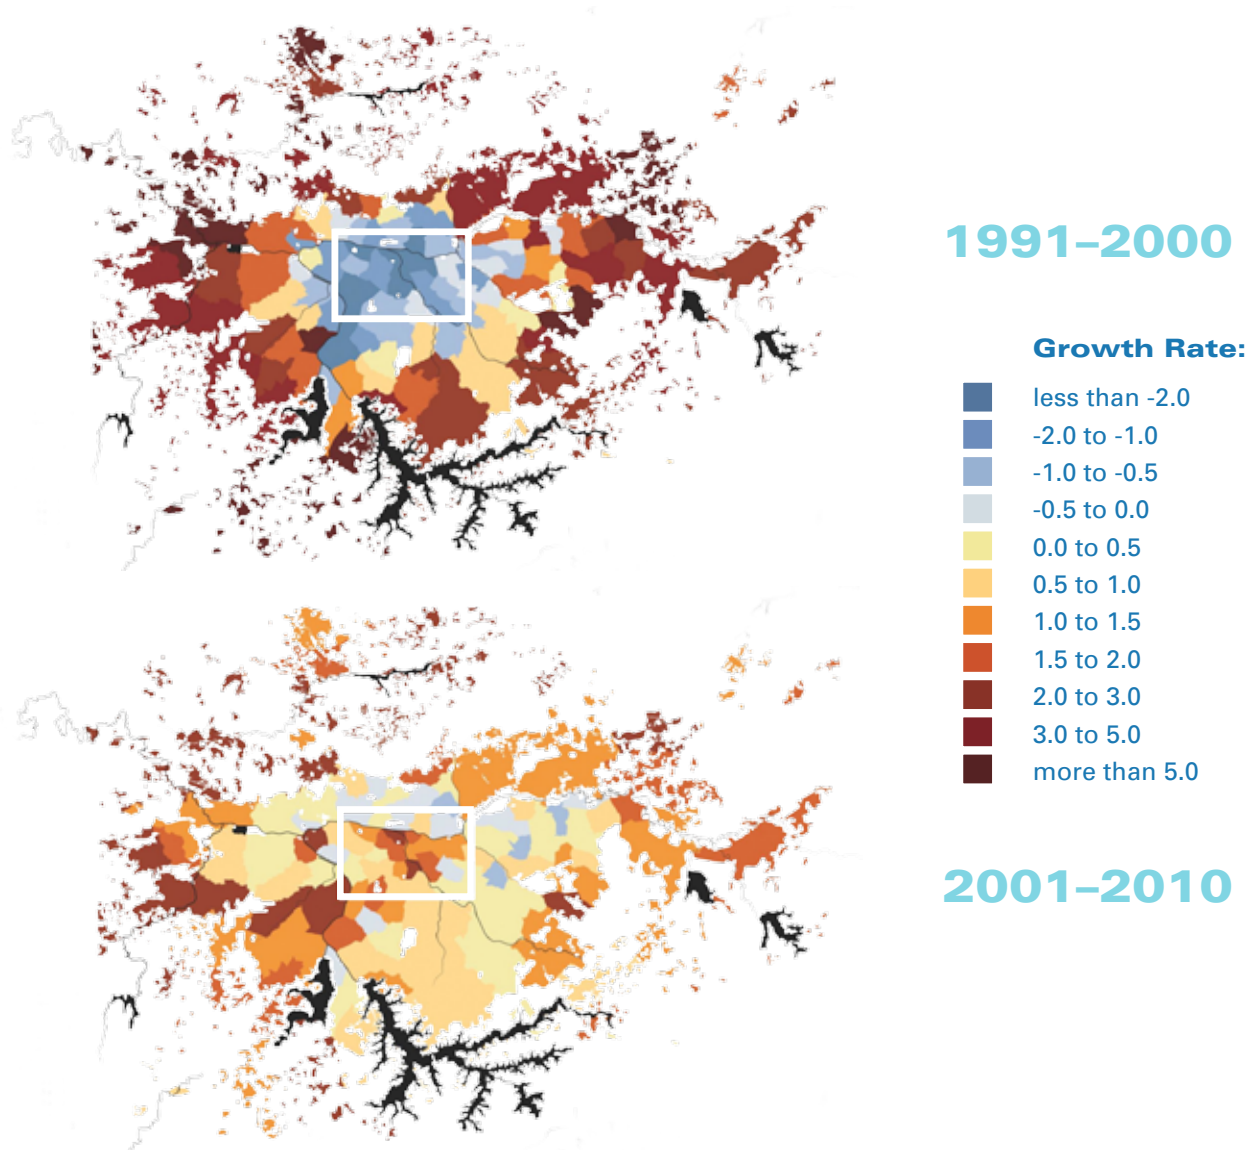 1991–2000
Growth Rate:
less than -2.0
-2.0 to -1.0
-1.0 to -0.5
-0.5 to 0.0
0.0 to 0.5
0.5 to 1.0
1.0 to 1.5
1.5 to 2.0
2.0 to 3.0
3.0 to 5.0
more than 5.0
2001–2010